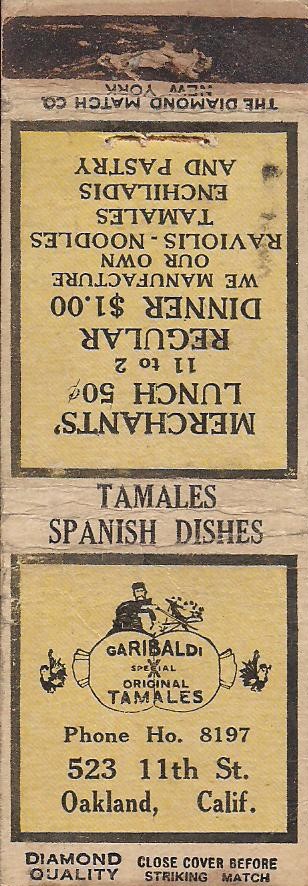 THE DIAMOND MATCH CO.
NEW YORK
MERCHANTS'
LUNCH 50¢
11 to 2
REGULAR
DINNER $1.00
WE MANUFACTURE
OUR OWN
RAVIOLIS - NOODLES
TAMALES
ENCHILADIS
AND PASTRY
TAMALES
SPANISH DISHES
GARIBALDI
SPECIAL
X
ORIGINAL
TAMALES
Phone Ho. 8197
523 11th St.
Oakland, Calif.
DIAMOND QUALITY
CLOSE COVER BEFORE
STRIKING MATCH